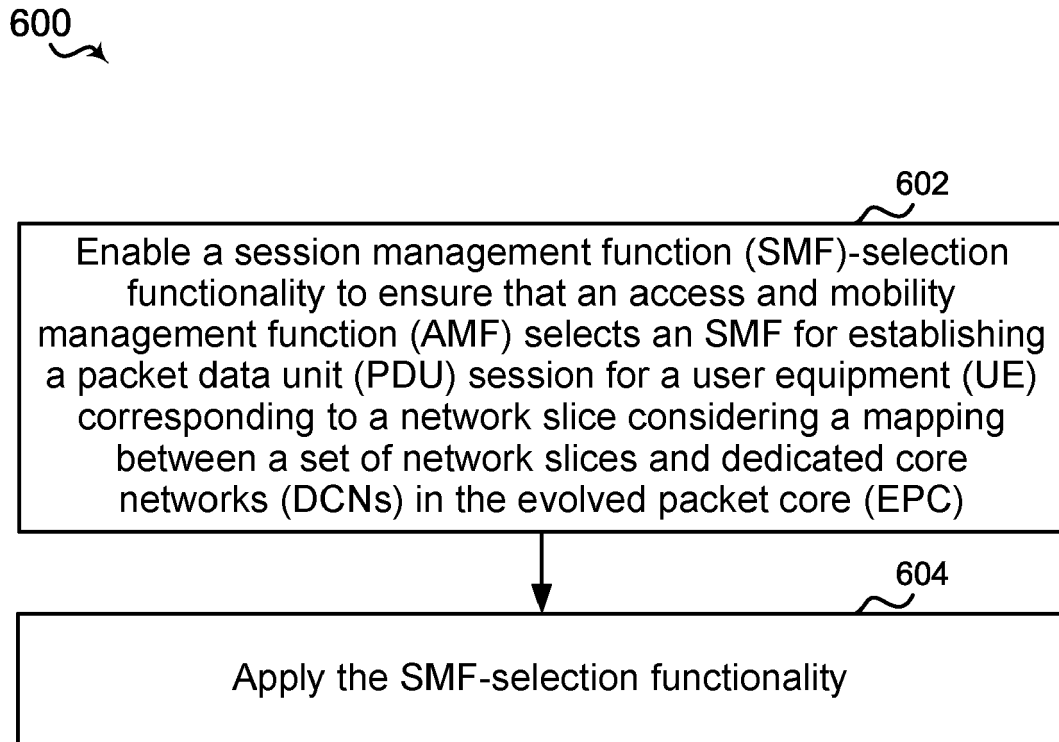 600
602
Enable a session management function (SMF)-selection
functionality to ensure that an access and mobility
management function (AMF) selects an SMF for establishing
a packet data unit (PDU) session for a user equipment (UE)
corresponding to a network slice considering a mapping
between a set of network slices and dedicated core
networks (DCNs) in the evolved packet core (EPC)
604
Apply the SMF-selection functionality